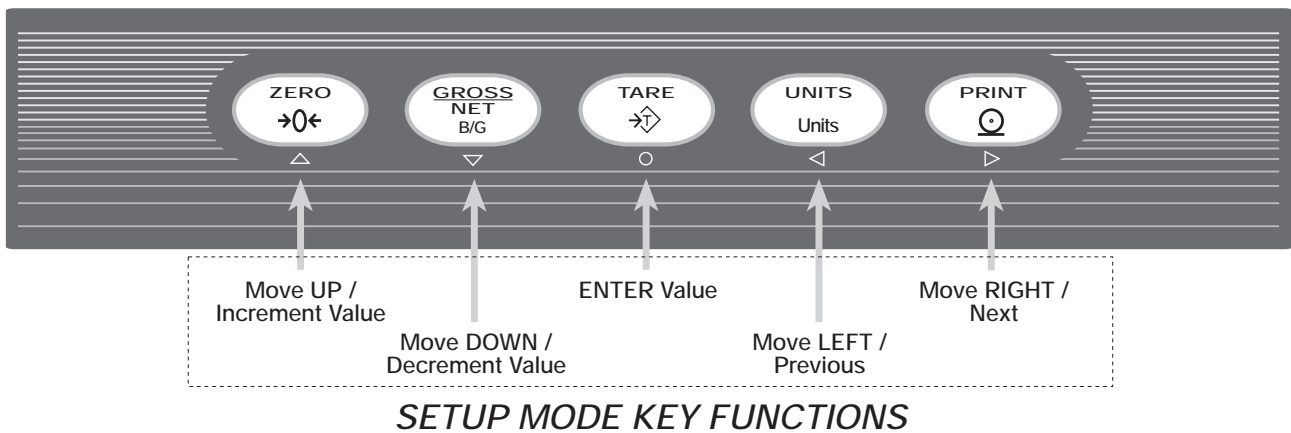 ZERO
→0←
GROSS
NET
B/G
TARE
→T
UNITS
Units
PRINT
Move UP /
Increment Value
Move DOWN /
Decrement Value
ENTER Value
Move LEFT /
Previous
Move RIGHT /
Next
SETUP MODE KEY FUNCTIONS